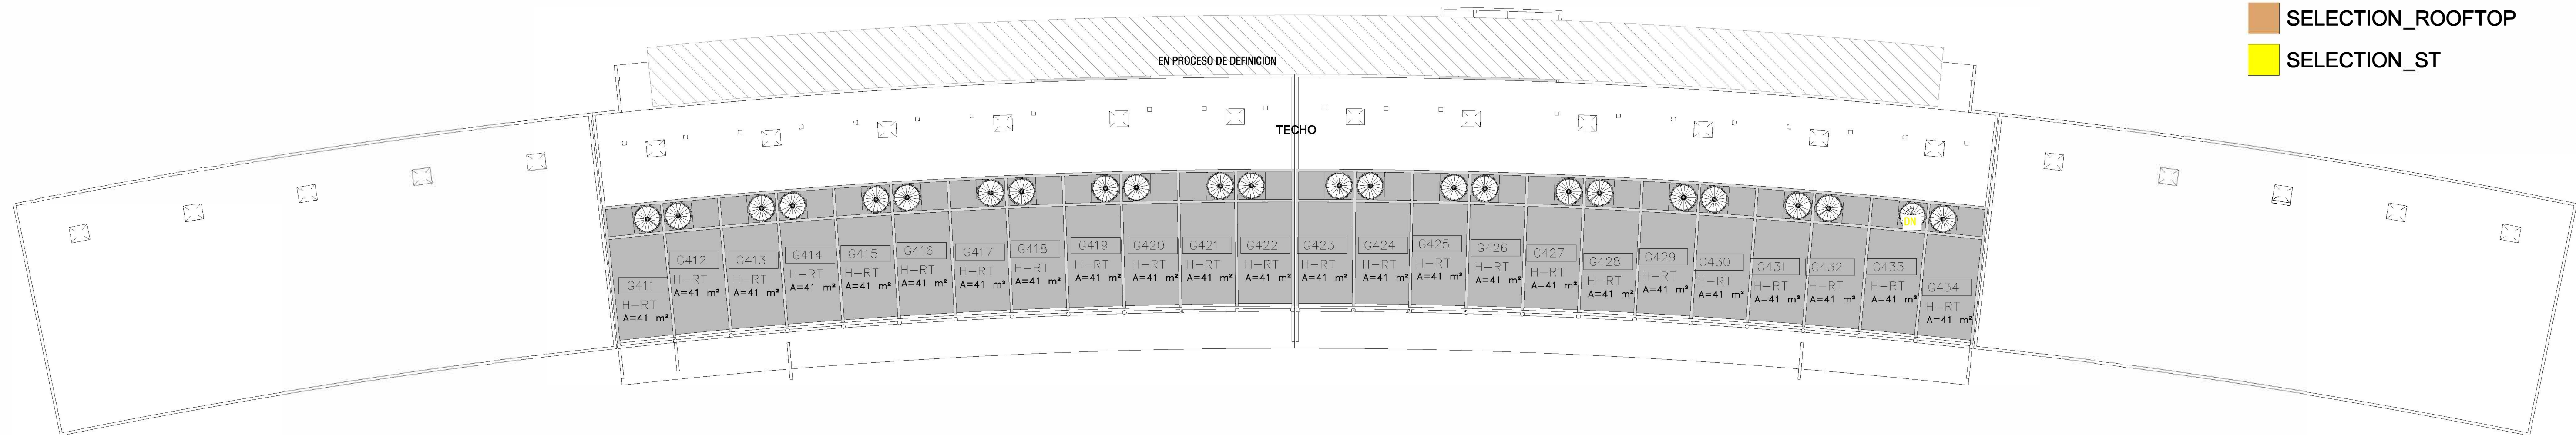 SELECTION_ROOFTOP
SELECTION_ST
EN PROCESO DE DEFINICION
TECHO
DN
G411
H-RT
A=41 m²
G412
H-RT
A=41 m²
G413
H-RT
A=41 m²
G414
H-RT
A=41 m²
G415
H-RT
A=41 m²
G416
H-RT
A=41 m²
G417
H-RT
A=41 m²
G418
H-RT
A=41 m²
G419
H-RT
A=41 m²
G420
H-RT
A=41 m²
G421
H-RT
A=41 m²
G422
H-RT
A=41 m²
G423
H-RT
A=41 m²
G424
H-RT
A=41 m²
G425
H-RT
A=41 m²
G426
H-RT
A=41 m²
G427
H-RT
A=41 m²
G428
H-RT
A=41 m²
G429
H-RT
A=41 m²
G430
H-RT
A=41 m²
G431
H-RT
A=41 m²
G432
H-RT
A=41 m²
G433
H-RT
A=41 m²
G434
H-RT
A=41 m²